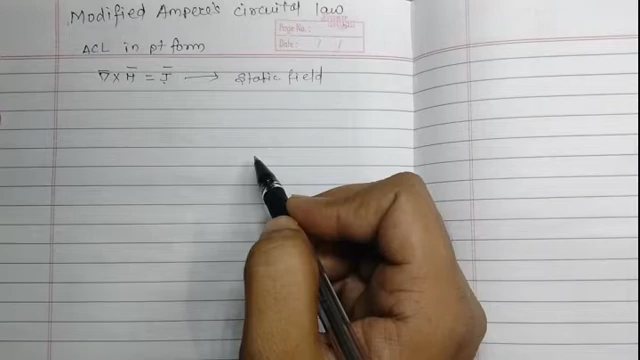 Modified Ampere's circuital law
Page No.:
Date: / /
ACL in pt form
∇̅ × H̅ = J̅ → Static field